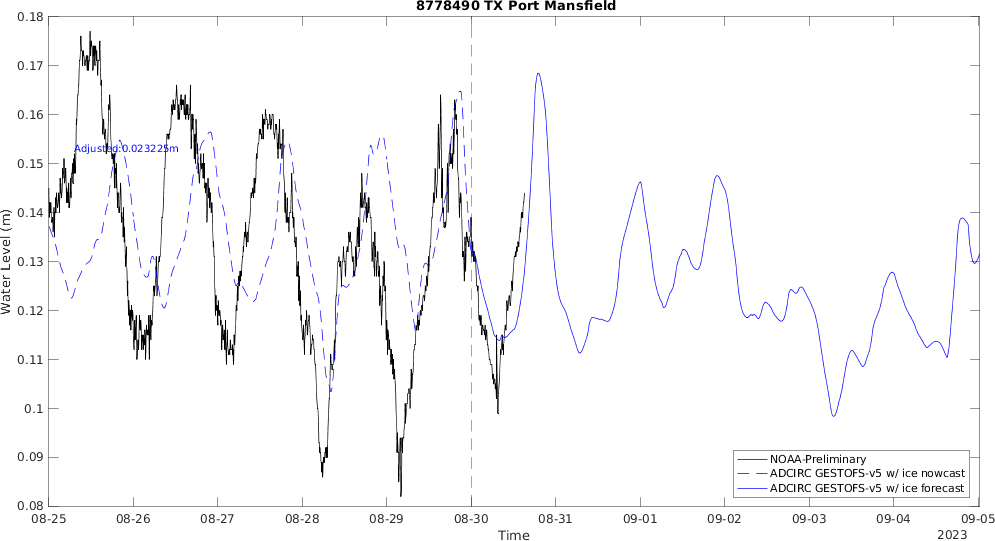 8778490 TX Port Mansfield
0.18
0.17
0.16
0.15
0.14
0.13
0.12
0.11
0.1
0.09
0.08
Water Level (m)
Adjusted:0.023225m
NOAA-Preliminary
ADCIRC GESTOFS-v5 w/ ice nowcast
ADCIRC GESTOFS-v5 w/ ice forecast
08-25 08-26 08-27 08-28 08-29 08-30 08-31 09-01 09-02 09-03 09-04 09-05
Time
2023